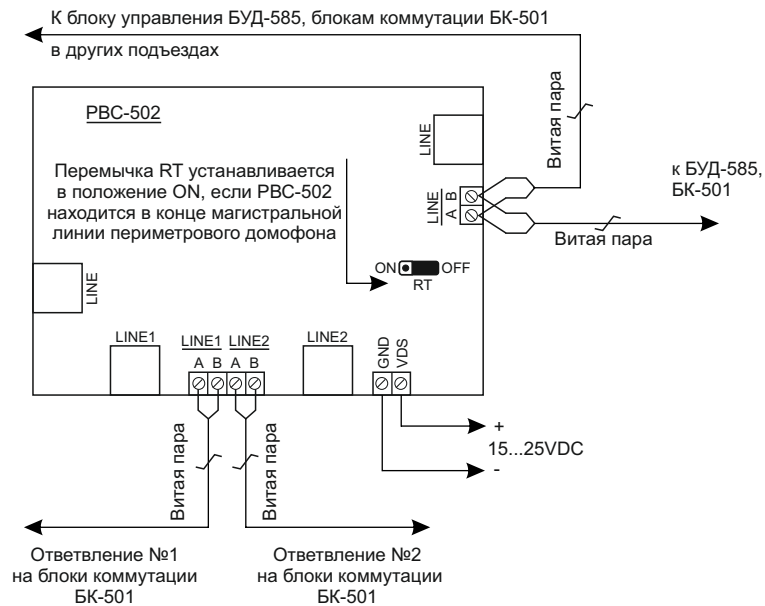 К блоку управления БУД-585, блокам коммутации БК-501
в других подъездах
РВС-502
LINE
Витая пара
Перемычка RT устанавливается
в положение ON, если РВС-502
находится в конце магистральной
линии периметрового домофона
LINE
A B
к БУД-585,
БК-501
Витая пара
ON OFF
RT
LINE
LINE1
LINE1 LINE2
A B A B
LINE2
GND
VDS
+
15...25VDC
-
Витая пара
Витая пара
Ответвление №1
на блоки коммутации
БК-501
Ответвление №2
на блоки коммутации
БК-501